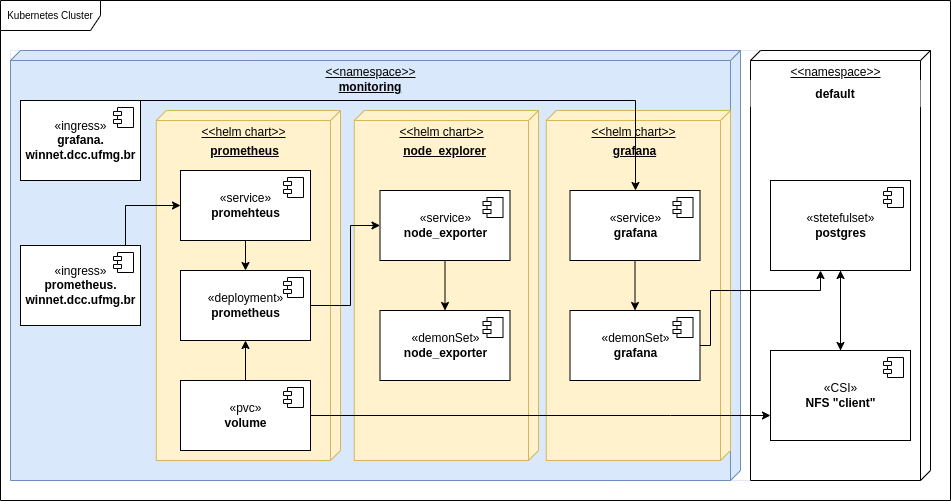 Kubernetes Cluster
<<namespace>>
monitoring
<<namespace>>
default
«ingress»
grafana.
winnet.dcc.ufmg.br
«ingress»
prometheus.
winnet.dcc.ufmg.br
<<helm chart>>
prometheus
«service»
promehteus
«deployment»
prometheus
«pvc»
volume
<<helm chart>>
node_explorer
«service»
node_exporter
«demonSet»
node_exporter
<<helm chart>>
grafana
«service»
grafana
«demonSet»
grafana
«stetefulset»
postgres
«CSI»
NFS "client"